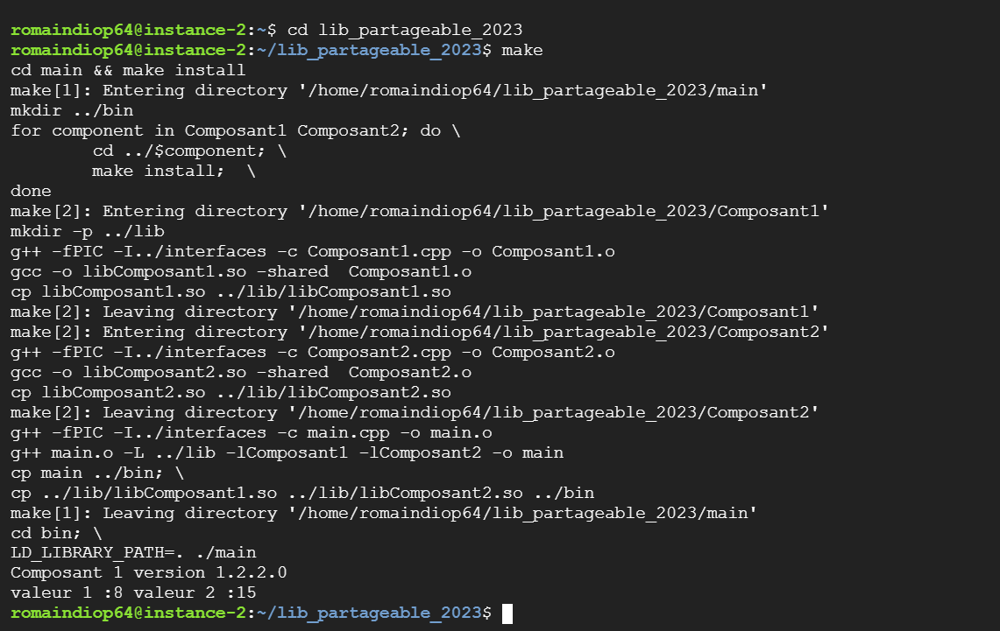 romaindiop64@instance-2:~$ cd lib_partageable_2023
romaindiop64@instance-2:~/lib_partageable_2023$ make
cd main && make install
make[1]: Entering directory '/home/romaindiop64/lib_partageable_2023/main'
mkdir ../bin
for component in Composant1 Composant2; do \
        cd ../$component; \
        make install;  \
done
make[2]: Entering directory '/home/romaindiop64/lib_partageable_2023/Composant1'
mkdir -p ../lib
g++ -fPIC -I../interfaces -c Composant1.cpp -o Composant1.o
gcc -o libComposant1.so -shared  Composant1.o
cp libComposant1.so ../lib/libComposant1.so
make[2]: Leaving directory '/home/romaindiop64/lib_partageable_2023/Composant1'
make[2]: Entering directory '/home/romaindiop64/lib_partageable_2023/Composant2'
g++ -fPIC -I../interfaces -c Composant2.cpp -o Composant2.o
gcc -o libComposant2.so -shared  Composant2.o
cp libComposant2.so ../lib/libComposant2.so
make[2]: Leaving directory '/home/romaindiop64/lib_partageable_2023/Composant2'
g++ -fPIC -I../interfaces -c main.cpp -o main.o
g++ main.o -L ../lib -lComposant1 -lComposant2 -o main
cp main ../bin; \
cp ../lib/libComposant1.so ../lib/libComposant2.so ../bin
make[1]: Leaving directory '/home/romaindiop64/lib_partageable_2023/main'
cd bin; \
LD_LIBRARY_PATH=. ./main
Composant 1 version 1.2.2.0
valeur 1 :8 valeur 2 :15
romaindiop64@instance-2:~/lib_partageable_2023$